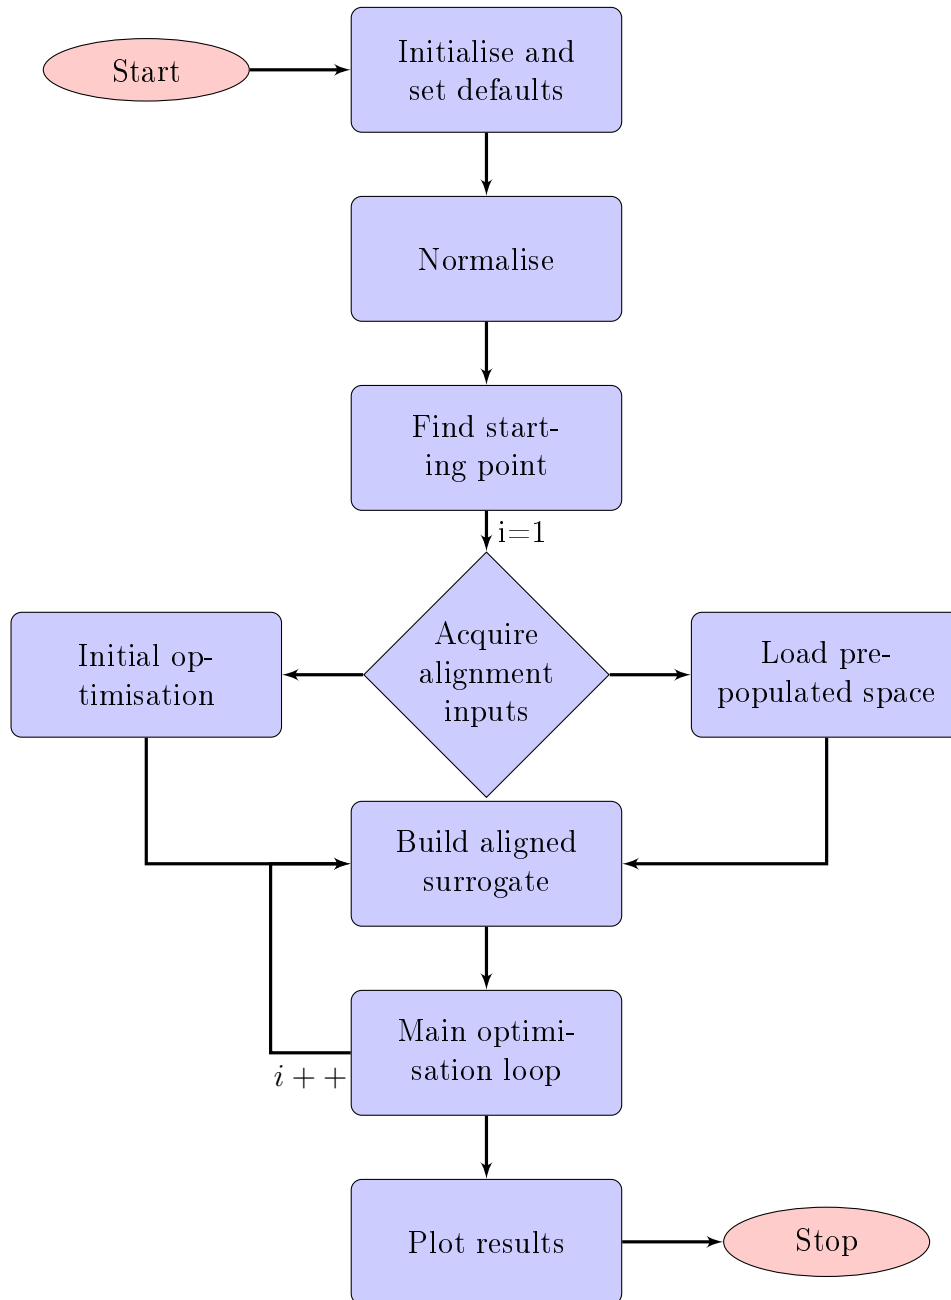 Start
Initialise and
set defaults
Normalise
Find start-
ing point
i=1
Acquire
alignment
inputs
Initial op-
timisation
Load pre-
populated space
Build aligned
surrogate
Main optimi-
sation loop
i + +
Plot results
Stop